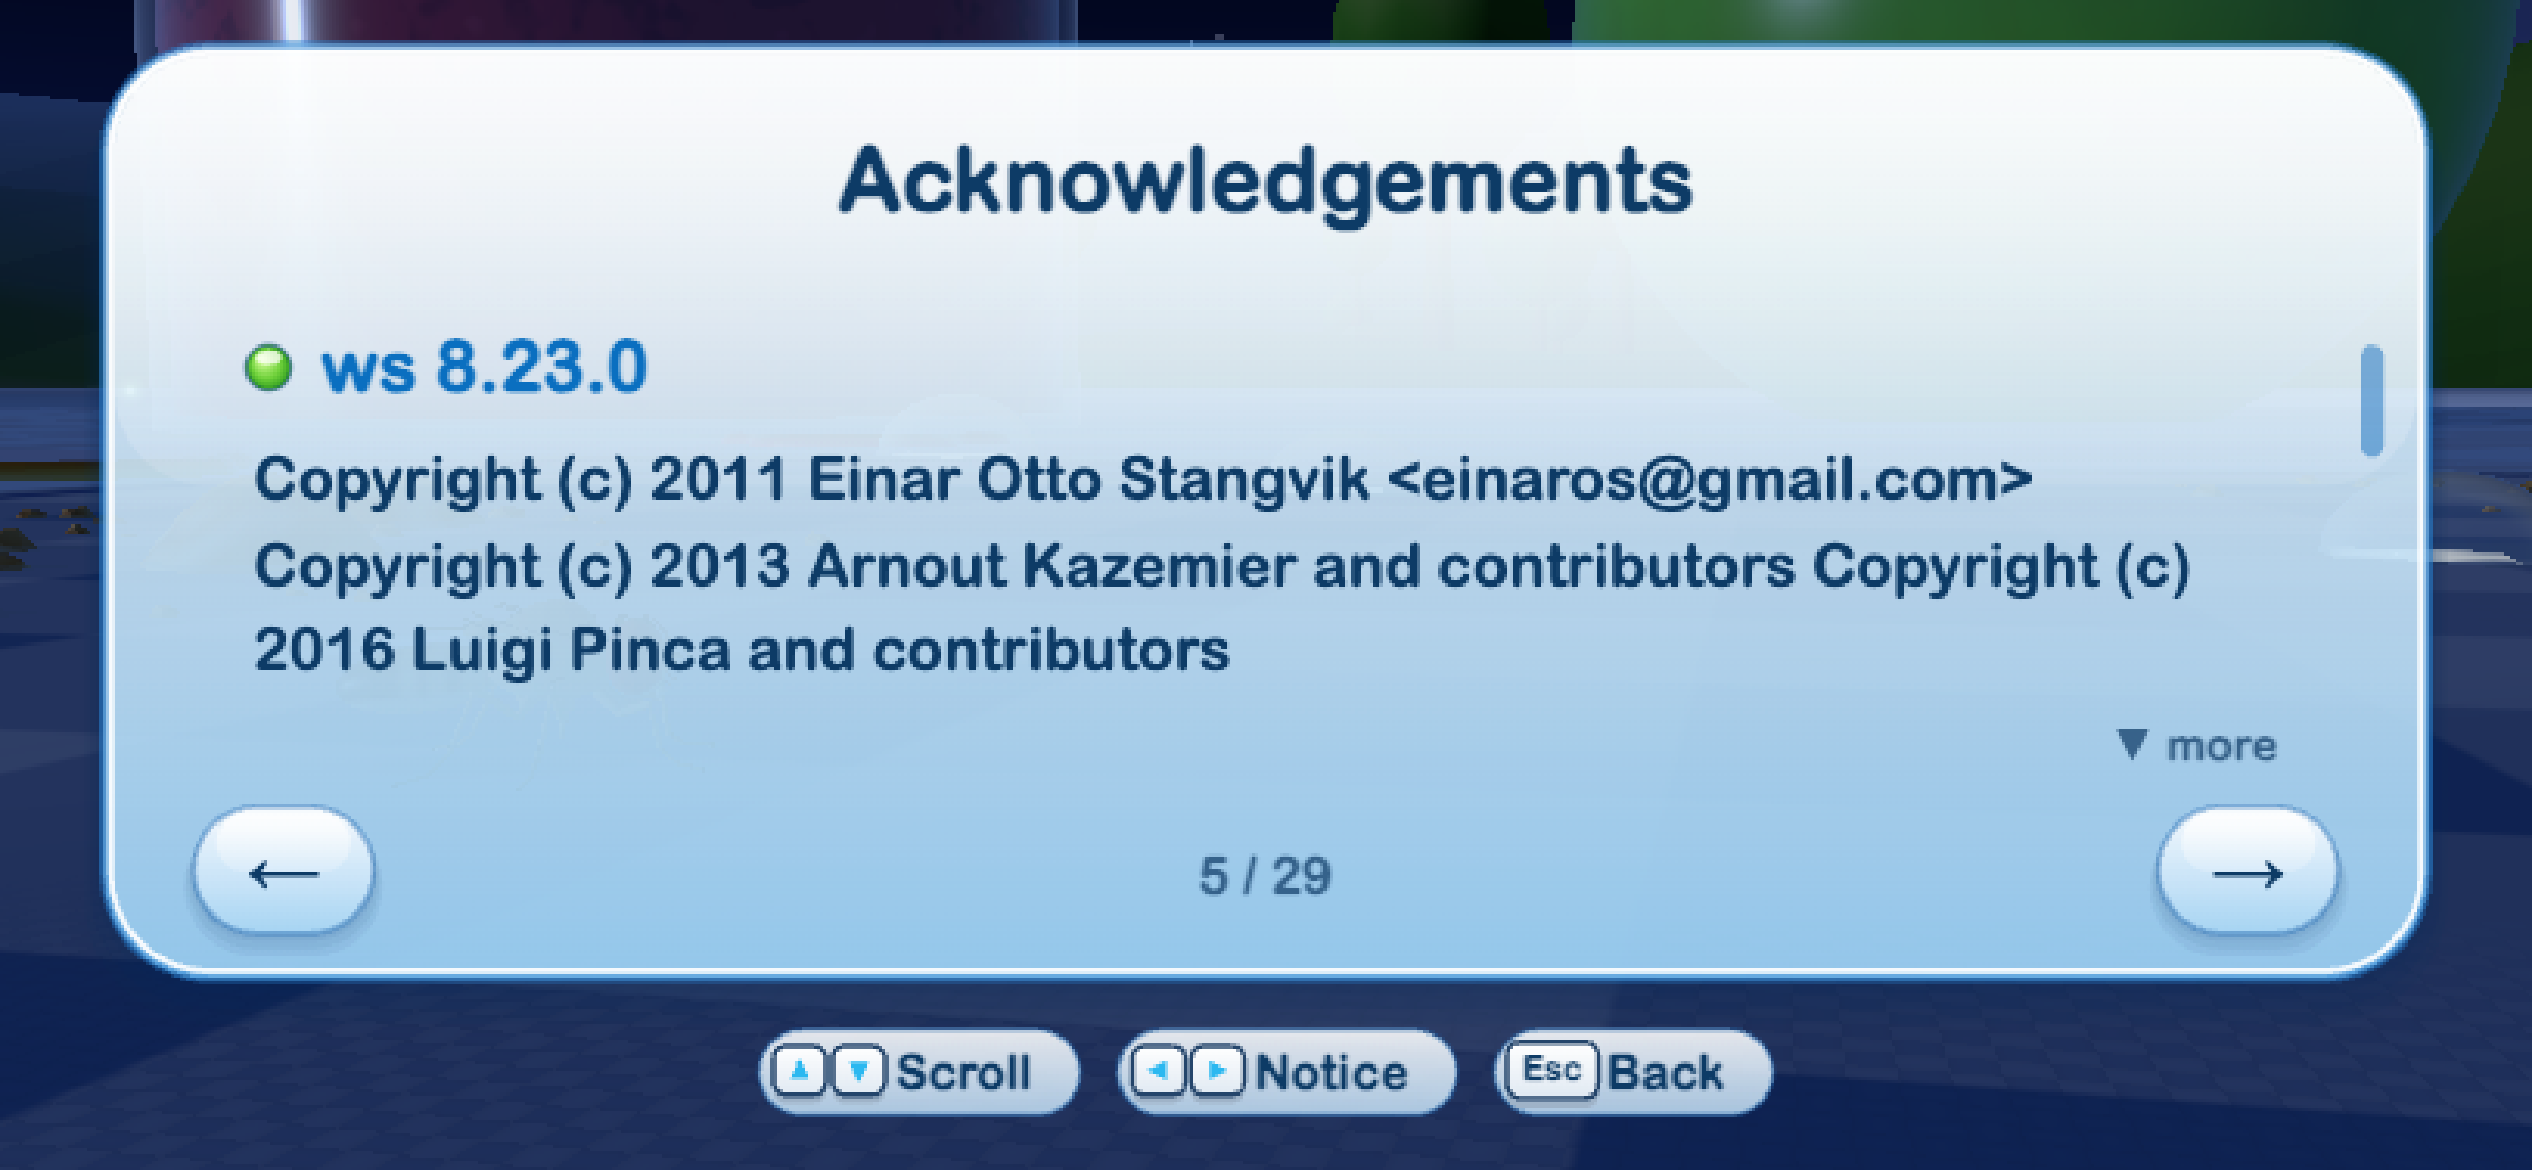 Acknowledgements
ws 8.23.0
Copyright (c) 2011 Einar Otto Stangvik <einaros@gmail.com>
Copyright (c) 2013 Arnout Kazemier and contributors Copyright (c)
2016 Luigi Pinca and contributors
▼ more
← 5 / 29 →
▲ ▼ Scroll ◄ ► Notice Esc Back